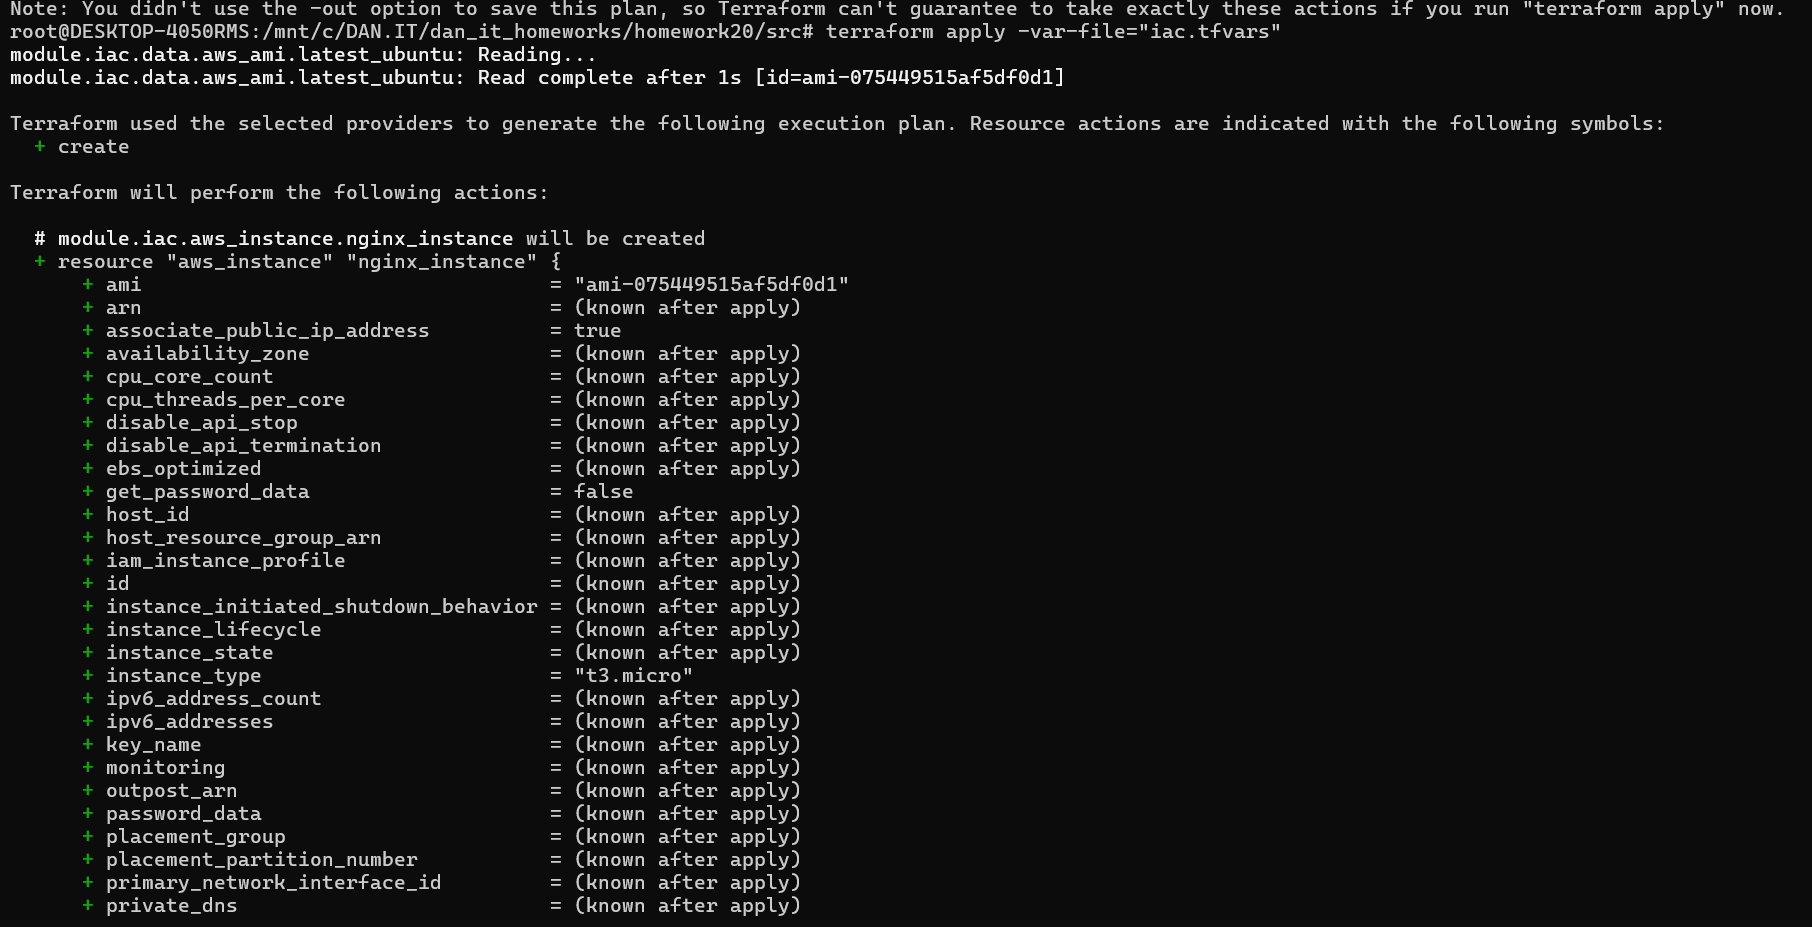 Note: You didn't use the -out option to save this plan, so Terraform can't guarantee to take exactly these actions if you run "terraform apply" now.
root@DESKTOP-4050RMS:/mnt/c/DAN.IT/dan_it_homeworks/homework20/src# terraform apply -var-file="iac.tfvars"
module.iac.data.aws_ami.latest_ubuntu: Reading...
module.iac.data.aws_ami.latest_ubuntu: Read complete after 1s [id=ami-075449515af5df0d1]
Terraform used the selected providers to generate the following execution plan. Resource actions are indicated with the following symbols:
  + create
Terraform will perform the following actions:
  # module.iac.aws_instance.nginx_instance will be created
  + resource "aws_instance" "nginx_instance" {
      + ami                                  = "ami-075449515af5df0d1"
      + arn                                  = (known after apply)
      + associate_public_ip_address          = true
      + availability_zone                    = (known after apply)
      + cpu_core_count                       = (known after apply)
      + cpu_threads_per_core                 = (known after apply)
      + disable_api_stop                     = (known after apply)
      + disable_api_termination              = (known after apply)
      + ebs_optimized                        = (known after apply)
      + get_password_data                    = false
      + host_id                              = (known after apply)
      + host_resource_group_arn              = (known after apply)
      + iam_instance_profile                 = (known after apply)
      + id                                   = (known after apply)
      + instance_initiated_shutdown_behavior = (known after apply)
      + instance_lifecycle                   = (known after apply)
      + instance_state                       = (known after apply)
      + instance_type                        = "t3.micro"
      + ipv6_address_count                   = (known after apply)
      + ipv6_addresses                       = (known after apply)
      + key_name                             = (known after apply)
      + monitoring                           = (known after apply)
      + outpost_arn                          = (known after apply)
      + password_data                        = (known after apply)
      + placement_group                      = (known after apply)
      + placement_partition_number           = (known after apply)
      + primary_network_interface_id         = (known after apply)
      + private_dns                          = (known after apply)